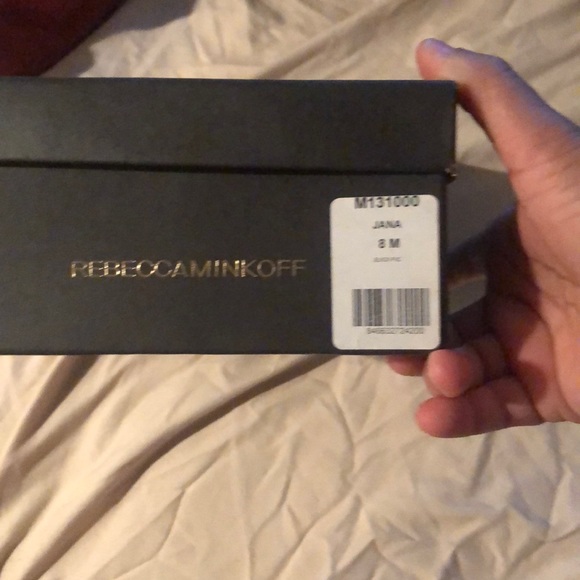 REBECCAMINKOFF
M131000
JANA
8 M